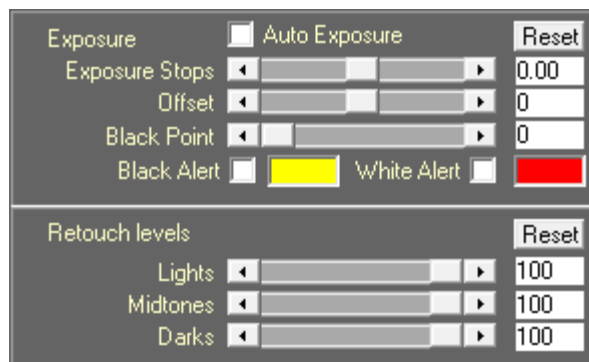 Exposure Auto Exposure Reset
Exposure Stops 0.00
Offset 0
Black Point 0
Black Alert White Alert
Retouch levels Reset
Lights 100
Midtones 100
Darks 100